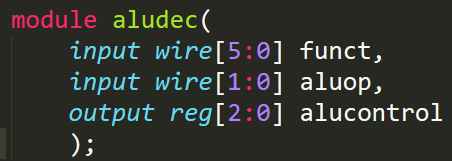 module aludec(
    input wire[5:0] funct,
    input wire[1:0] aluop,
    output reg[2:0] alucontrol
    );